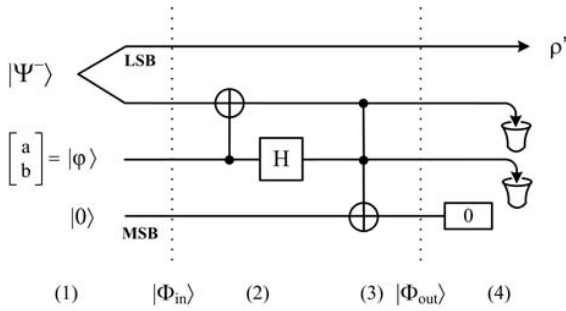 LSB
ρ'
|Ψ⁻⟩
[a b] = |φ⟩
H
|0⟩
MSB
0
(1) |Φin⟩ (2) (3) |Φout⟩ (4)